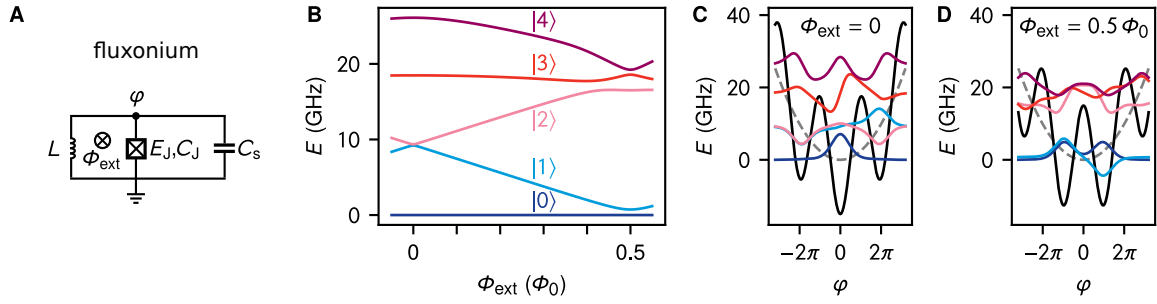 A
fluxonium
φ
L
Φext
EJ,CJ
Cs
B
E (GHz)
20
10
0
|4⟩
|3⟩
|2⟩
|1⟩
|0⟩
0
0.5
Φext (Φ0)
C
Φext = 0
E (GHz)
40
20
0
−2π
0
2π
φ
D
Φext = 0.5 Φ0
E (GHz)
40
20
0
−2π
0
2π
φ